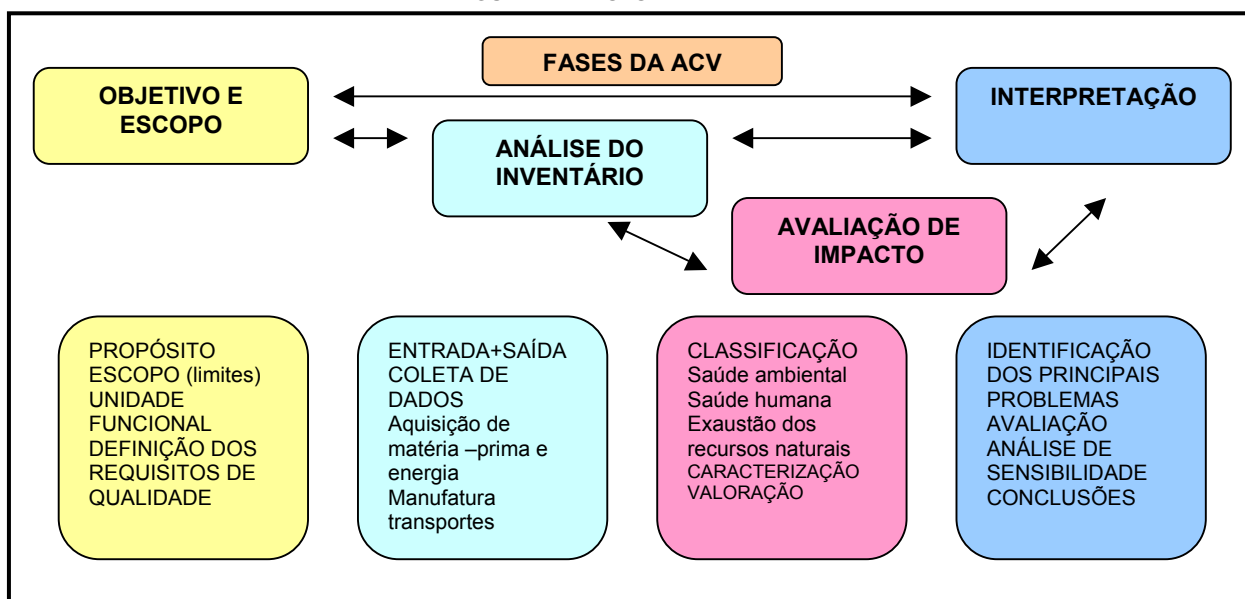 FASES DA ACV
OBJETIVO E
ESCOPO
INTERPRETAÇÃO
ANÁLISE DO
INVENTÁRIO
AVALIAÇÃO DE
IMPACTO
PROPÓSITO
ESCOPO (limites)
UNIDADE
FUNCIONAL
DEFINIÇÃO DOS
REQUISITOS DE
QUALIDADE
ENTRADA+SAÍDA
COLETA DE
DADOS
Aquisição de
matéria –prima e
energia
Manufatura
transportes
CLASSIFICAÇÃO
Saúde ambiental
Saúde humana
Exaustão dos
recursos naturais
CARACTERIZAÇÃO
VALORAÇÃO
IDENTIFICAÇÃO
DOS PRINCIPAIS
PROBLEMAS
AVALIAÇÃO
ANÁLISE DE
SENSIBILIDADE
CONCLUSÕES